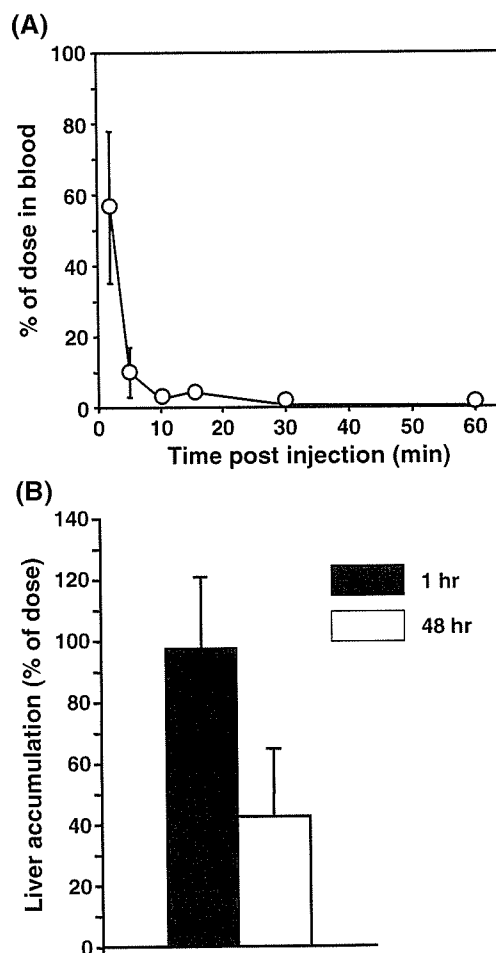 (A)
100
80
60
40
20
0
% of dose in blood
0 10 20 30 40 50 60
Time post injection (min)
(B)
140
120
100
80
60
40
20
0
Liver accumulation (% of dose)
1 hr
48 hr